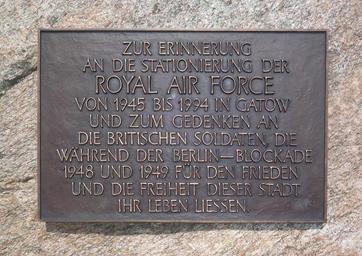 ZUR ERINNERUNG
AN DIE STATIONIERUNG DER
ROYAL AIR FORCE
VON 1945 BIS 1994 IN GATOW
UND ZUM GEDENKEN AN
DIE BRITISCHEN SOLDATEN, DIE
WÄHREND DER BERLIN-BLOCKADE
1948 UND 1949 FÜR DEN FRIEDEN
UND DIE FREIHEIT DIESER STADT
IHR LEBEN LIESSEN.